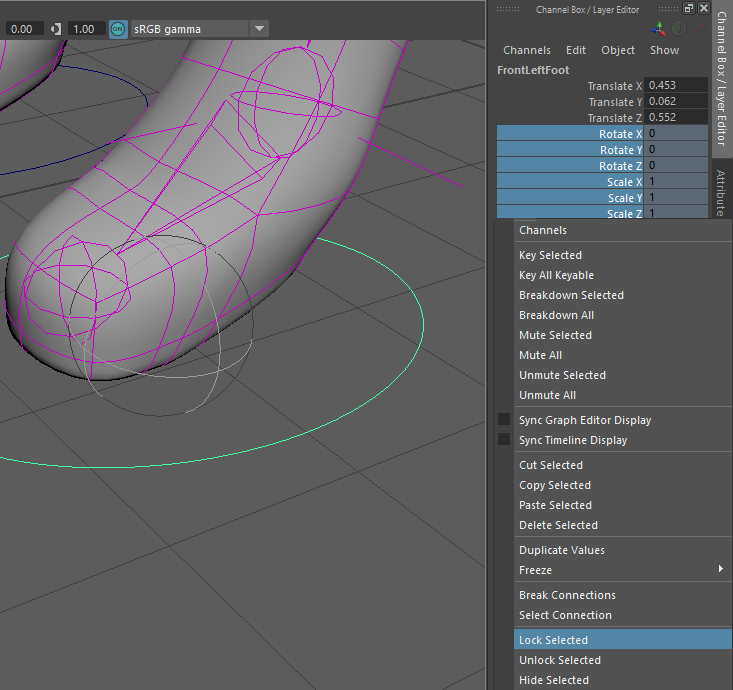 Channel Box / Layer Editor
0.00 1.00 ON sRGB gamma
Channels Edit Object Show
FrontLeftFoot
Translate X 0.453
Translate Y 0.062
Translate Z 0.552
Rotate X 0
Rotate Y 0
Rotate Z 0
Scale X 1
Scale Y 1
Scale Z 1
Channels
Key Selected
Key All Keyable
Breakdown Selected
Breakdown All
Mute Selected
Mute All
Unmute Selected
Unmute All
Sync Graph Editor Display
Sync Timeline Display
Cut Selected
Copy Selected
Paste Selected
Delete Selected
Duplicate Values
Freeze
Break Connections
Select Connection
Lock Selected
Unlock Selected
Hide Selected
Channel Box / Layer Editor
Attribute